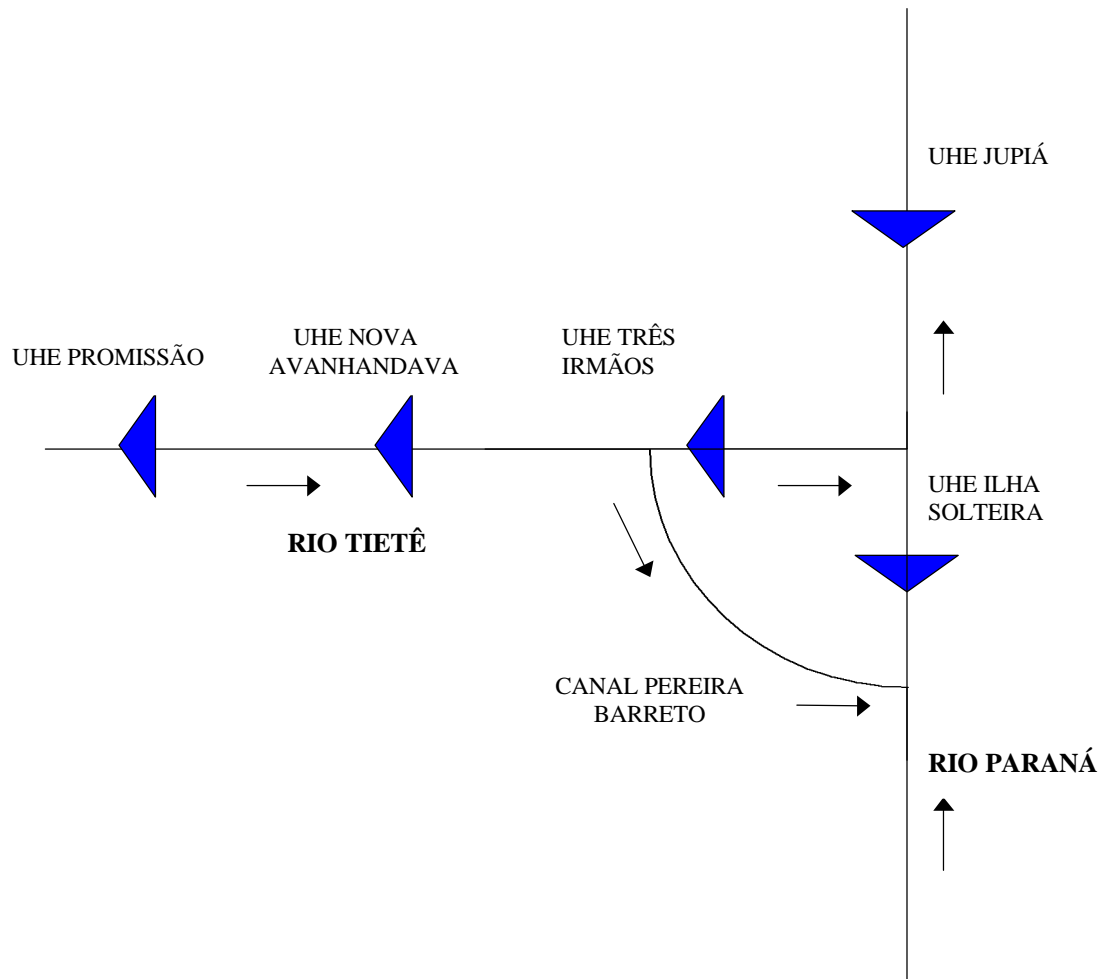 UHE JUPIÁ
UHE PROMISSÃO
UHE NOVA
AVANHANDAVA
UHE TRÊS
IRMÃOS
UHE ILHA
SOLTEIRA
RIO TIETÊ
CANAL PEREIRA
BARRETO
RIO PARANÁ